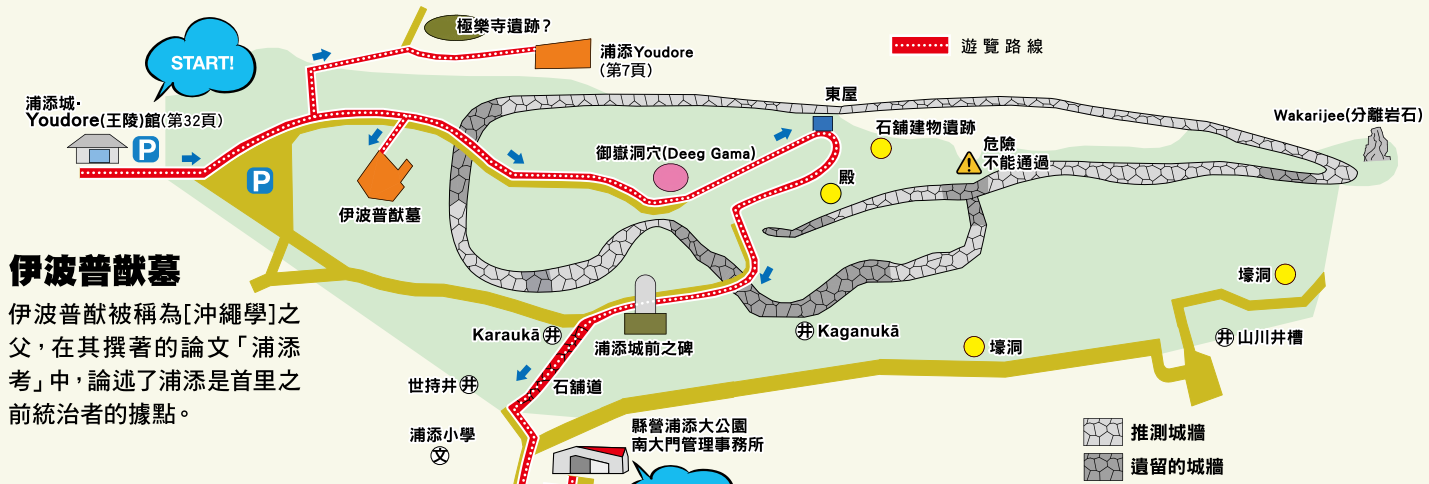 極樂寺遺跡？
遊覽路線
START!
浦添Youdore
(第7頁)
浦添城・
Youdore(王陵)館(第32頁)
P
P
東屋
石舖建物遺跡
危險
不能通過
Wakarijee(分離岩石)
御嶽洞穴(Deeg Gama)
殿
伊波普猷墓
伊波普猷墓
伊波普猷被稱為[沖繩學]之
父，在其撰著的論文「浦添
考」中，論述了浦添是首里之
前統治者的據點。
壕洞
Karaukā 井
浦添城前之碑
井 Kaganukā
壕洞
井 山川井槽
世持井 井
石舖道
浦添小學
文
縣營浦添大公園
南大門管理事務所
推測城牆
遺留的城牆